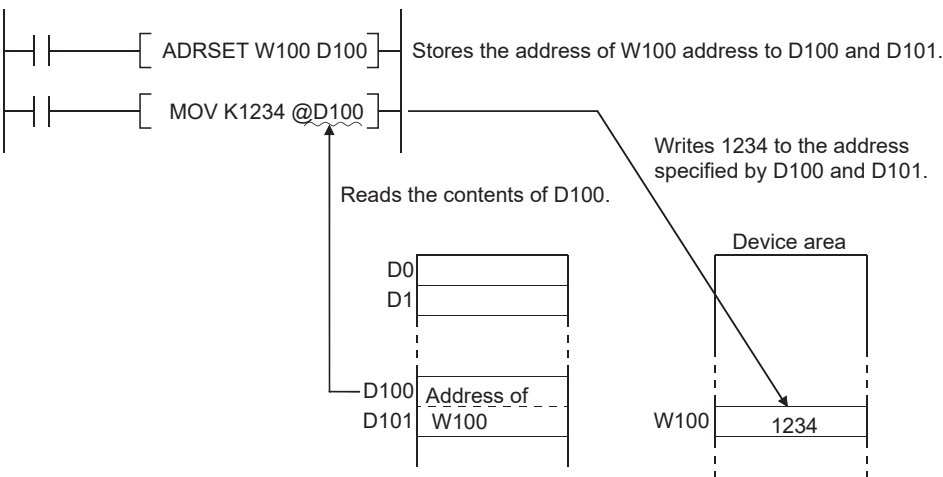 ADRSET W100 D100
Stores the address of W100 address to D100 and D101.
MOV K1234 @D100
Writes 1234 to the address
specified by D100 and D101.
Reads the contents of D100.
Device area
D0
D1
D100
Address of
D101
W100
W100
1234